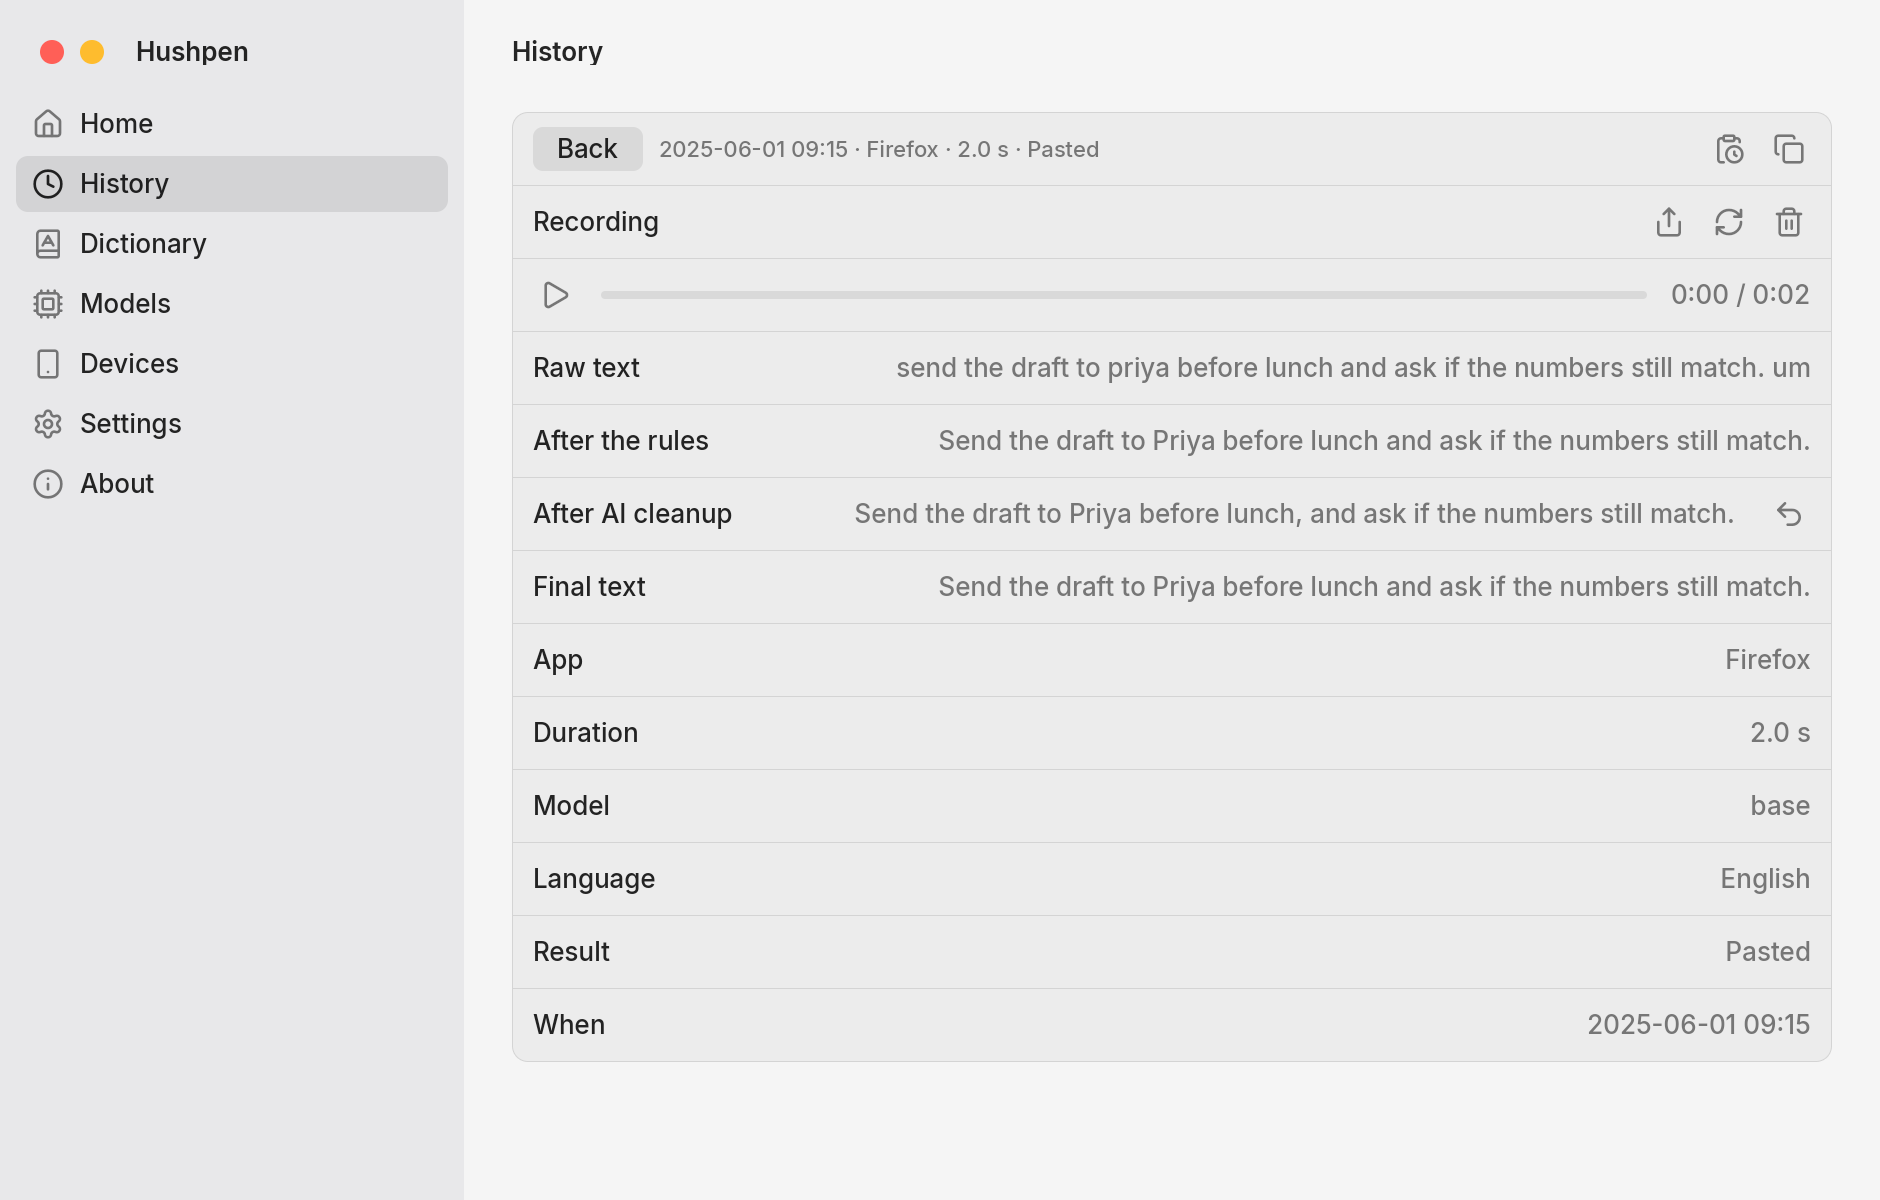 Hushpen
Home
History
Dictionary
Models
Devices
Settings
About
History
Back 2025-06-01 09:15 · Firefox · 2.0 s · Pasted
Recording
0:00 / 0:02
Raw text send the draft to priya before lunch and ask if the numbers still match. um
After the rules Send the draft to Priya before lunch and ask if the numbers still match.
After AI cleanup Send the draft to Priya before lunch, and ask if the numbers still match.
Final text Send the draft to Priya before lunch and ask if the numbers still match.
App Firefox
Duration 2.0 s
Model base
Language English
Result Pasted
When 2025-06-01 09:15